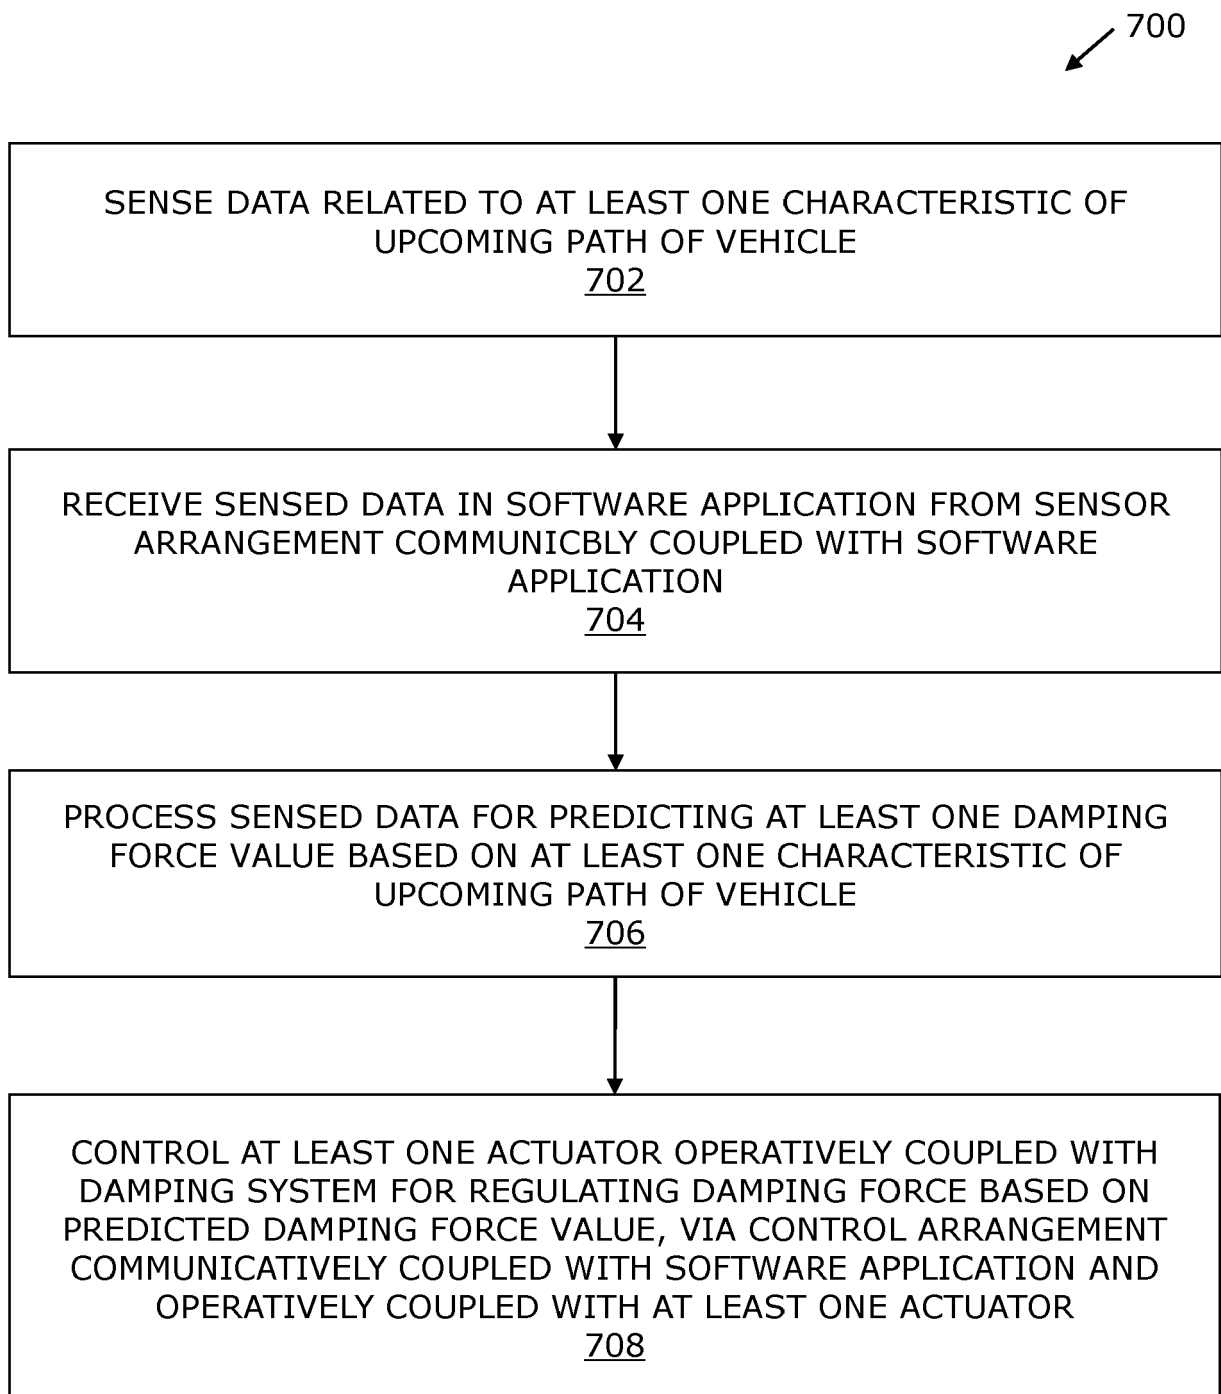 700
SENSE DATA RELATED TO AT LEAST ONE CHARACTERISTIC OF
UPCOMING PATH OF VEHICLE
702
RECEIVE SENSED DATA IN SOFTWARE APPLICATION FROM SENSOR
ARRANGEMENT COMMUNICBLY COUPLED WITH SOFTWARE
APPLICATION
704
PROCESS SENSED DATA FOR PREDICTING AT LEAST ONE DAMPING
FORCE VALUE BASED ON AT LEAST ONE CHARACTERISTIC OF
UPCOMING PATH OF VEHICLE
706
CONTROL AT LEAST ONE ACTUATOR OPERATIVELY COUPLED WITH
DAMPING SYSTEM FOR REGULATING DAMPING FORCE BASED ON
PREDICTED DAMPING FORCE VALUE, VIA CONTROL ARRANGEMENT
COMMUNICATIVELY COUPLED WITH SOFTWARE APPLICATION AND
OPERATIVELY COUPLED WITH AT LEAST ONE ACTUATOR
708